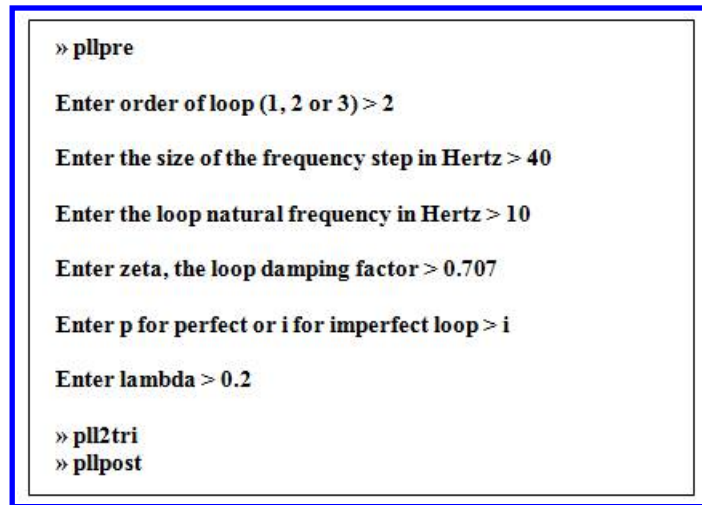 » pllpre
Enter order of loop (1, 2 or 3) > 2
Enter the size of the frequency step in Hertz > 40
Enter the loop natural frequency in Hertz > 10
Enter zeta, the loop damping factor > 0.707
Enter p for perfect or i for imperfect loop > i
Enter lambda > 0.2
» pll2tri
» pllpost